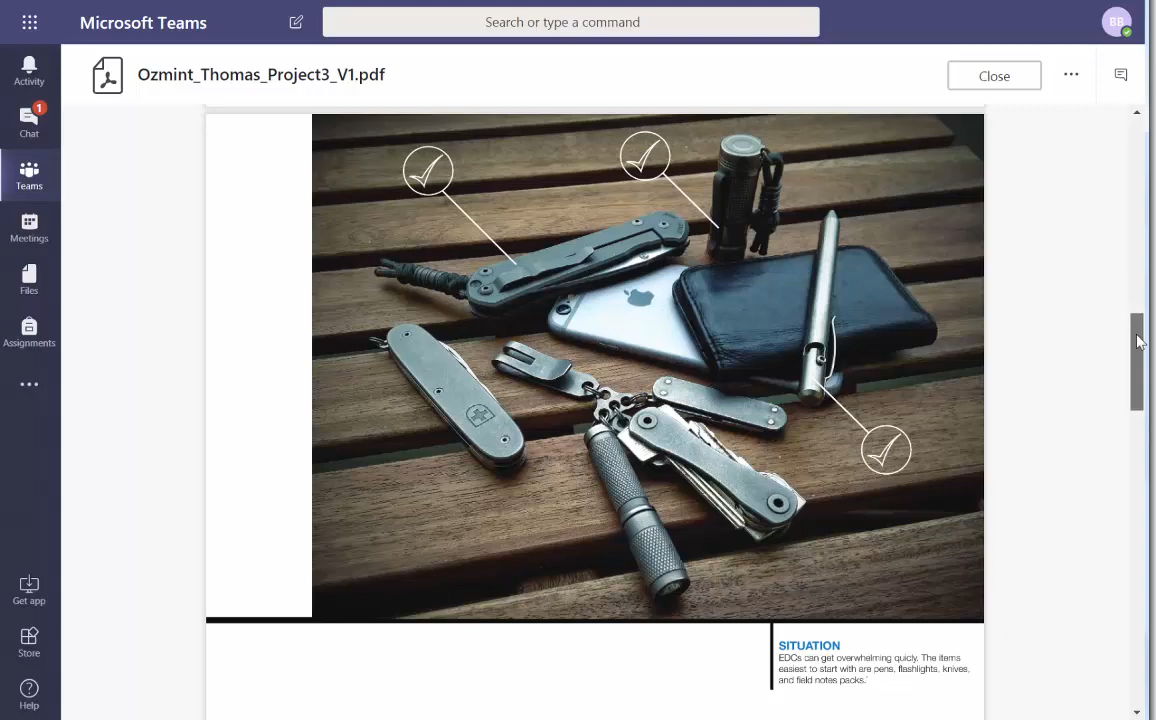 Microsoft Teams
Search or type a command
BB
Activity
Ozmint_Thomas_Project3_V1.pdf
Close
1
Chat
Teams
Meetings
Files
Assignments
Get app
Store
Help
SITUATION
EDCs can get overwhelming quicly. The items
easiest to start with are pens, flashlights, knives,
and field notes packs.